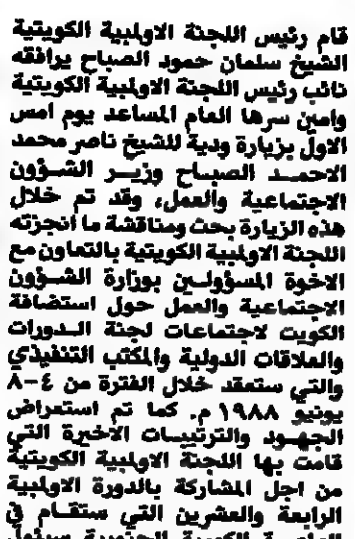 قام رئيس اللجنة الاولمبية الكويتية
الشيخ سلمان حمود الصباح يرافقه
نائب رئيس اللجنة الاولمبية الكويتية
وامين سرها العام المساعد يوم امس
الاول بزيارة ودية للشيخ ناصر محمد
الاحمد الصباح وزير الشؤون
الاجتماعية والعمل، وقد تم خلال
هذه الزيارة بحث ومناقشة ما انجزته
اللجنة الاولمبية الكويتية بالتعاون مع
الاخوة المسؤولين بوزارة الشؤون
الاجتماعية والعمل حول استضافة
الكويت لاجتماعات لجنة الدورات
والعلاقات الدولية والمكتب التنفيذي
والتي ستعقد خلال الفترة من ٤-٨
يونيو ١٩٨٨م. كما تم استعراض
الجهود والترتيبات الاخيرة التي
قامت بها اللجنة الاولمبية الكويتية
من اجل المشاركة بالدورة الاولمبية
الرابعة والعشرين التي ستقام في